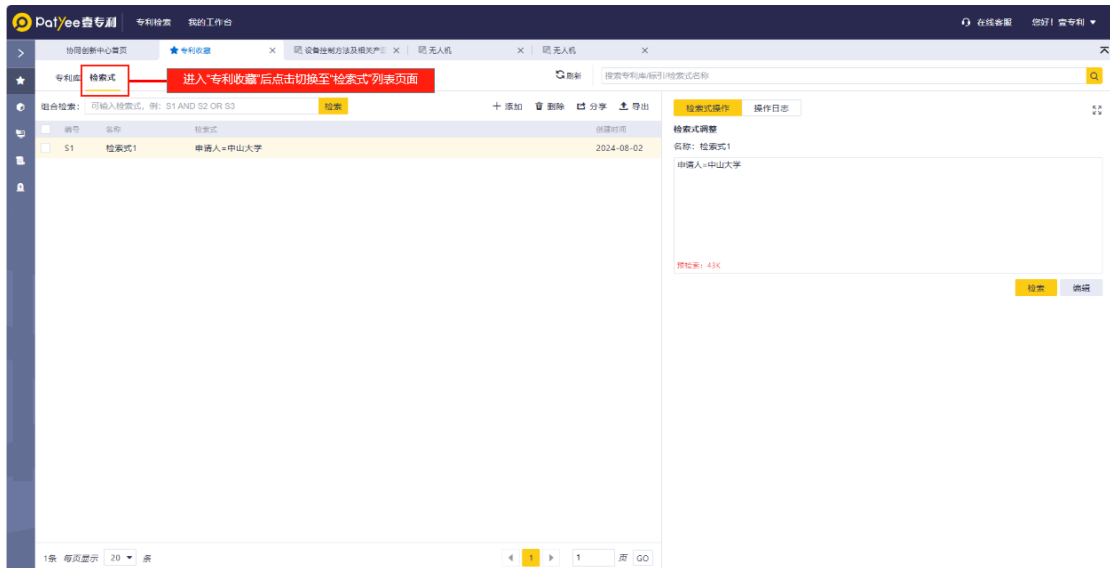 Patyee壹专利 专利检索 我的工作台 在线客服 您好！壹专利
协同创新中心首页 专利收藏 设备控制方法及相关产 无人机 无人机
专利库 检索式 进入“专利收藏”后点击切换至“检索式”列表页面 刷新 搜索专利库/标引/检索式名称
组合检索： 可输入检索式，例：S1 AND S2 OR S3 检索 添加 删除 分享 导出 检索式操作 操作日志
编号 名称 检索式 创建时间 检索式调整
S1 检索式1 申请人=中山大学 2024-08-02 名称：检索式1
申请人=中山大学
预检索：43K
检索 编辑
1条 每页显示 20 条 1 1 页 GO